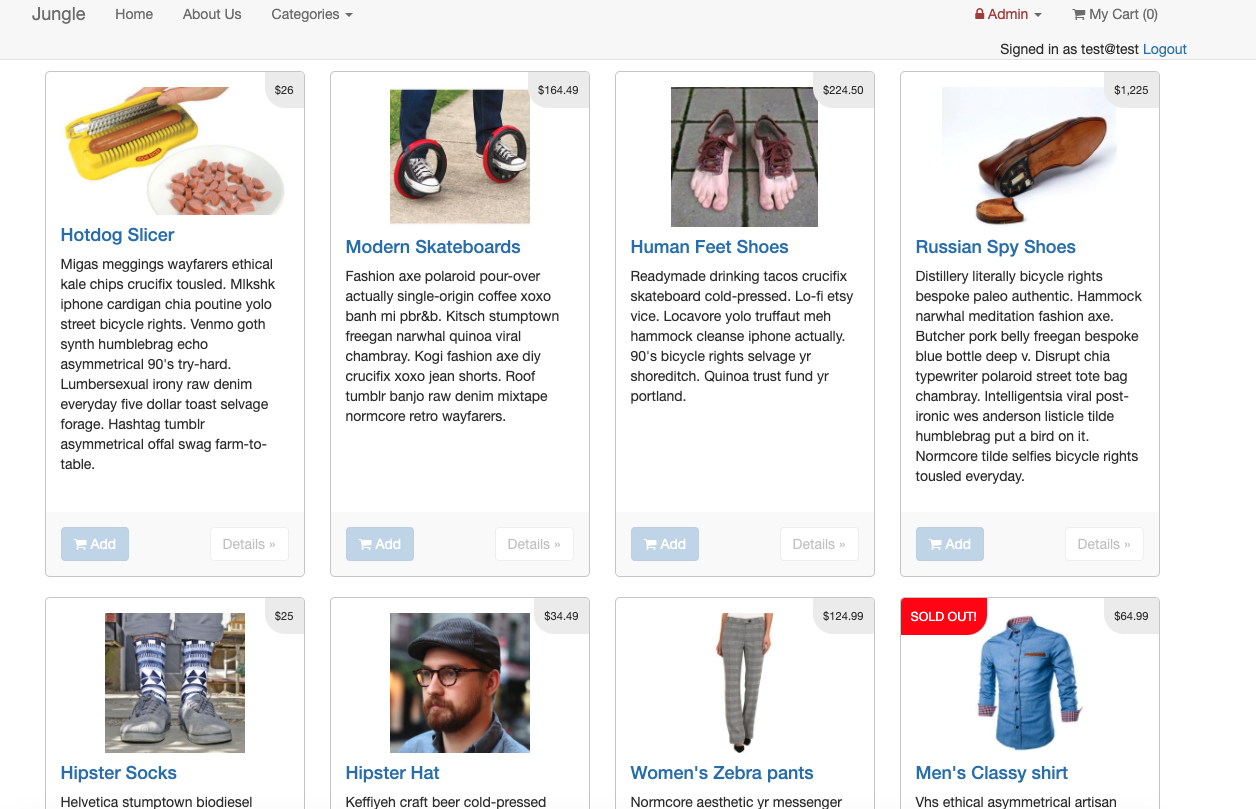 Jungle Home About Us Categories Admin My Cart (0)
Signed in as test@test Logout
$26
Hotdog Slicer
Migas meggings wayfarers ethical
kale chips crucifix tousled. Mlkshk
iphone cardigan chia poutine yolo
street bicycle rights. Venmo goth
synth humblebrag echo
asymmetrical 90's try-hard.
Lumbersexual irony raw denim
everyday five dollar toast selvage
forage. Hashtag tumblr
asymmetrical offal swag farm-to-
table.
Add Details »
$164.49
Modern Skateboards
Fashion axe polaroid pour-over
actually single-origin coffee xoxo
banh mi pbr&b. Kitsch stumptown
freegan narwhal quinoa viral
chambray. Kogi fashion axe diy
crucifix xoxo jean shorts. Roof
tumblr banjo raw denim mixtape
normcore retro wayfarers.
Add Details »
$224.50
Human Feet Shoes
Readymade drinking tacos crucifix
skateboard cold-pressed. Lo-fi etsy
vice. Locavore yolo truffaut meh
hammock cleanse iphone actually.
90's bicycle rights selvage yr
shoreditch. Quinoa trust fund yr
portland.
Add Details »
$1,225
Russian Spy Shoes
Distillery literally bicycle rights
bespoke paleo authentic. Hammock
narwhal meditation fashion axe.
Butcher pork belly freegan bespoke
blue bottle deep v. Disrupt chia
typewriter polaroid street tote bag
chambray. Intelligentsia viral post-
ironic wes anderson listicle tilde
humblebrag put a bird on it.
Normcore tilde selfies bicycle rights
tousled everyday.
Add Details »
$25
Hipster Socks
Helvetica stumptown biodiesel
$34.49
Hipster Hat
Keffiyeh craft beer cold-pressed
$124.99
Women's Zebra pants
Normcore aesthetic yr messenger
SOLD OUT! $64.99
Men's Classy shirt
Vhs ethical asymmetrical artisan